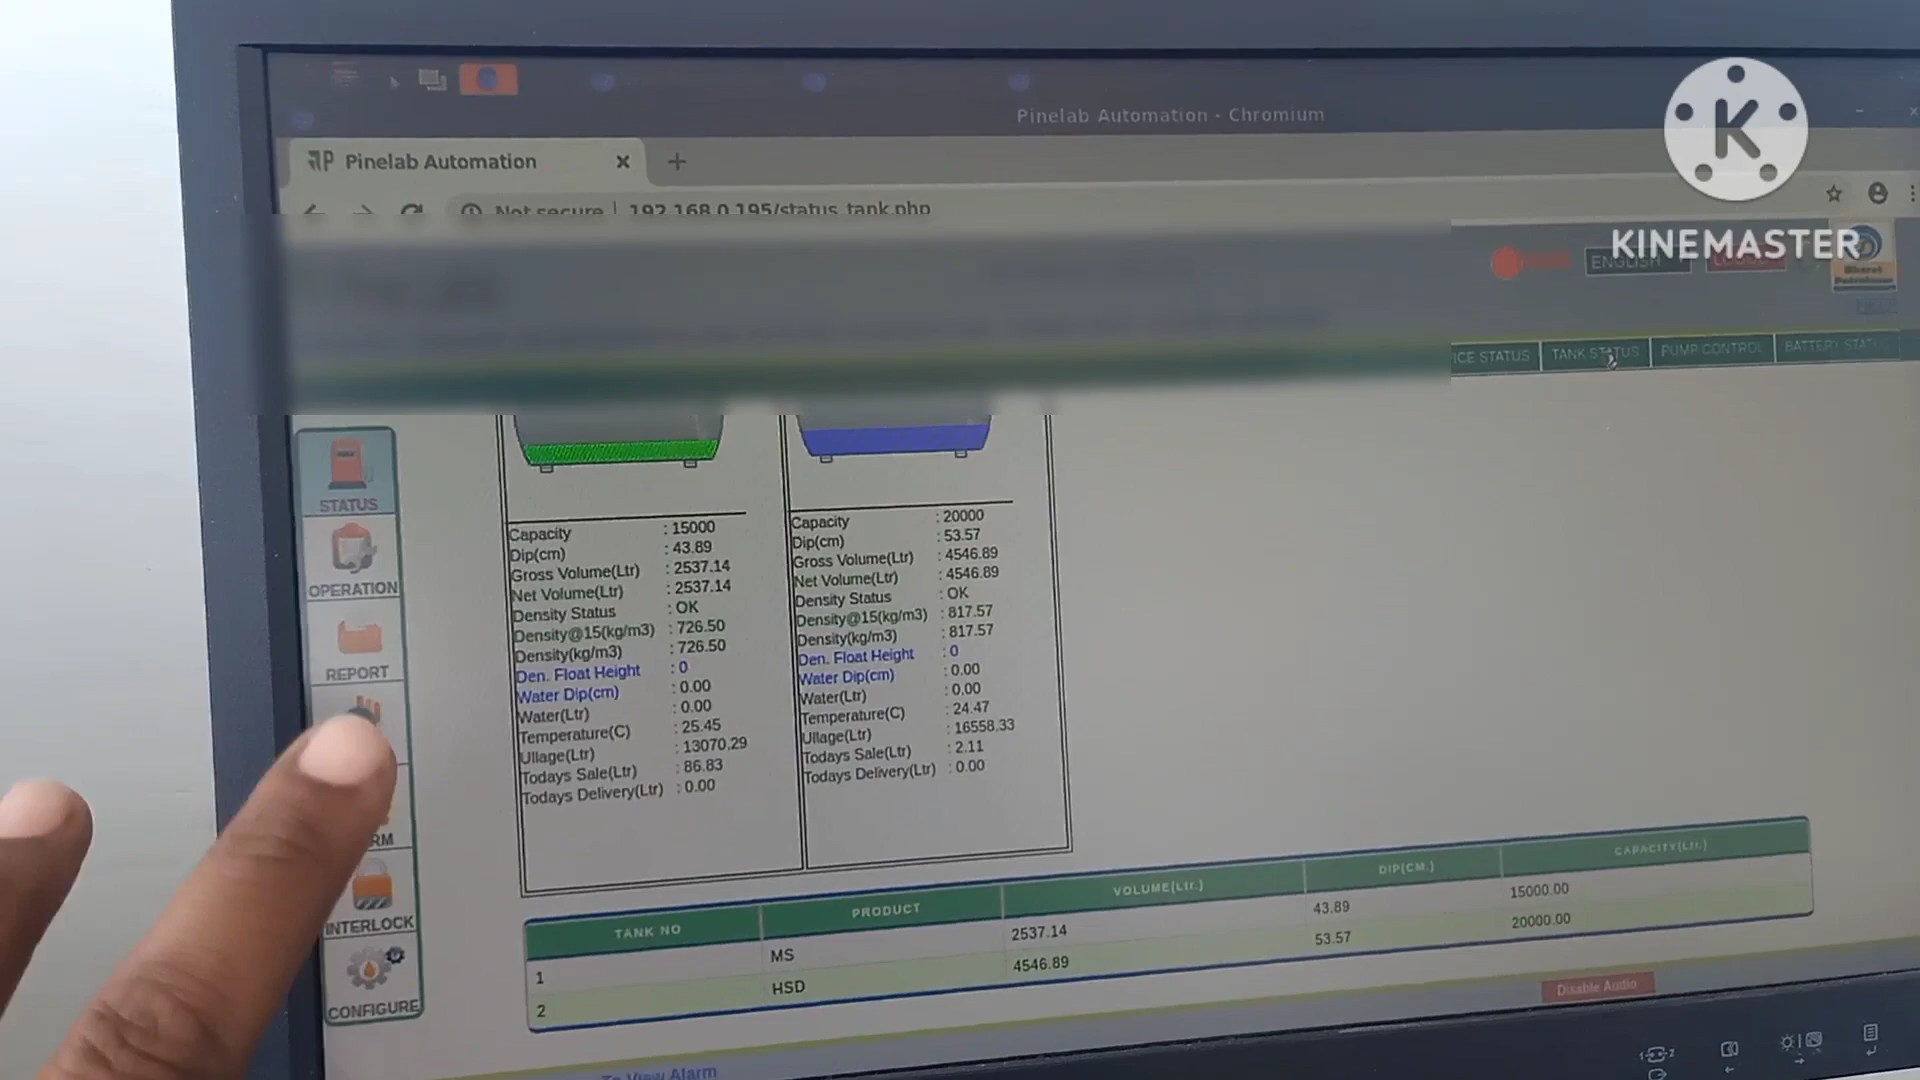 Pinelab Automation - Chromium
Pinelab Automation
Not secure | 192.168.0.195/status_tank.php
KINEMASTER
ENGLISH
Bharat Petroleum
HELP
ICE STATUS
TANK STATUS
PUMP CONTROL
BATTERY STAT
STATUS
OPERATION
REPORT
RM
INTERLOCK
CONFIGURE
Capacity : 15000
Dip(cm) : 43.89
Gross Volume(Ltr) : 2537.14
Net Volume(Ltr) : 2537.14
Density Status : OK
Density@15(kg/m3) : 726.50
Density(kg/m3) : 726.50
Den. Float Height : 0
Water Dip(cm) : 0.00
Water(Ltr) : 0.00
Temperature(C) : 25.45
Ullage(Ltr) : 13070.29
Todays Sale(Ltr) : 86.83
Todays Delivery(Ltr) : 0.00
Capacity : 20000
Dip(cm) : 53.57
Gross Volume(Ltr) : 4546.89
Net Volume(Ltr) : 4546.89
Density Status : OK
Density@15(kg/m3) : 817.57
Density(kg/m3) : 817.57
Den. Float Height : 0
Water Dip(cm) : 0.00
Water(Ltr) : 0.00
Temperature(C) : 24.47
Ullage(Ltr) : 16558.33
Todays Sale(Ltr) : 2.11
Todays Delivery(Ltr) : 0.00
TANK NO PRODUCT VOLUME(Ltr.) DIP(CM.) CAPACITY(Ltr.)
1 MS 2537.14 43.89 15000.00
2 HSD 4546.89 53.57 20000.00
Disable Audio
To View Alarm